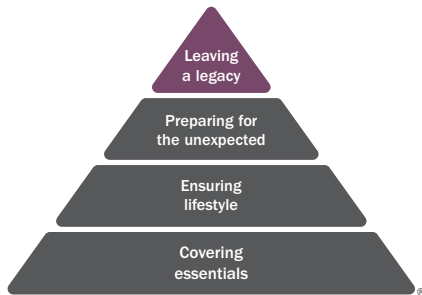 Leaving
a legacy
Preparing for
the unexpected
Ensuring
lifestyle
Covering
essentials
®